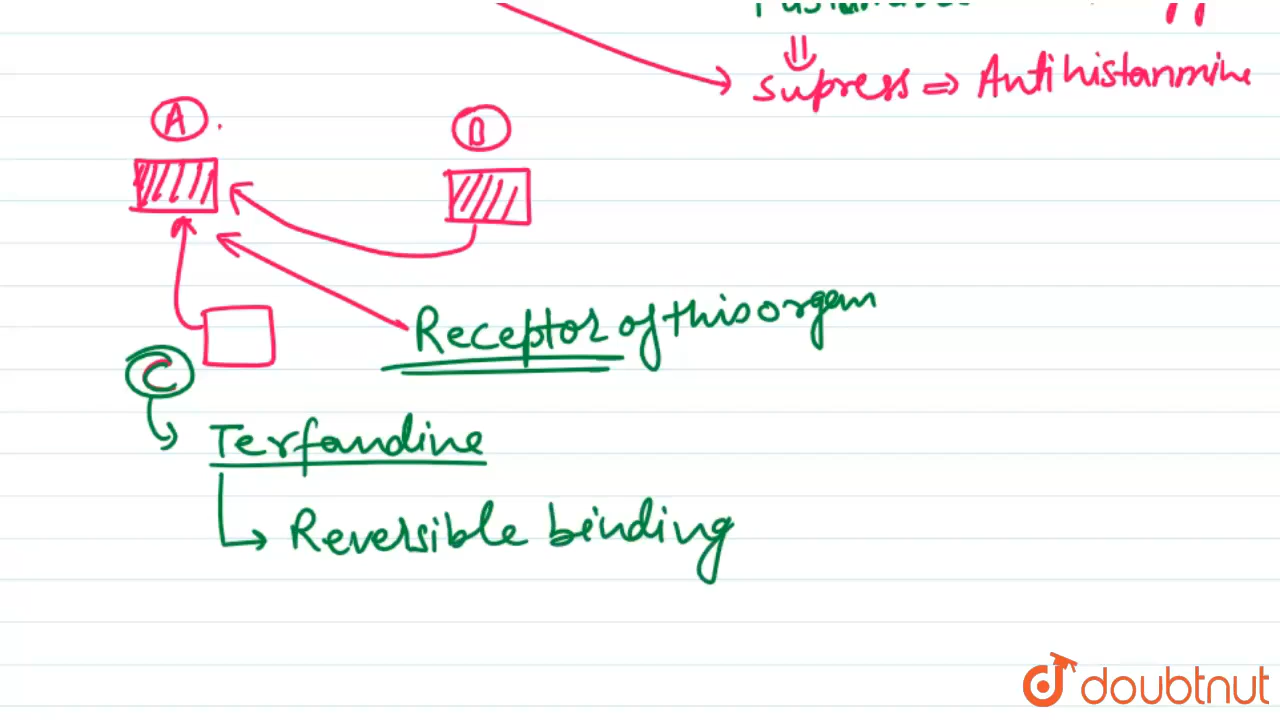 supress ⇒ Antihistanmine
A
B
Receptor of this organ
C
Terfandine
Reversible binding
doubtnut